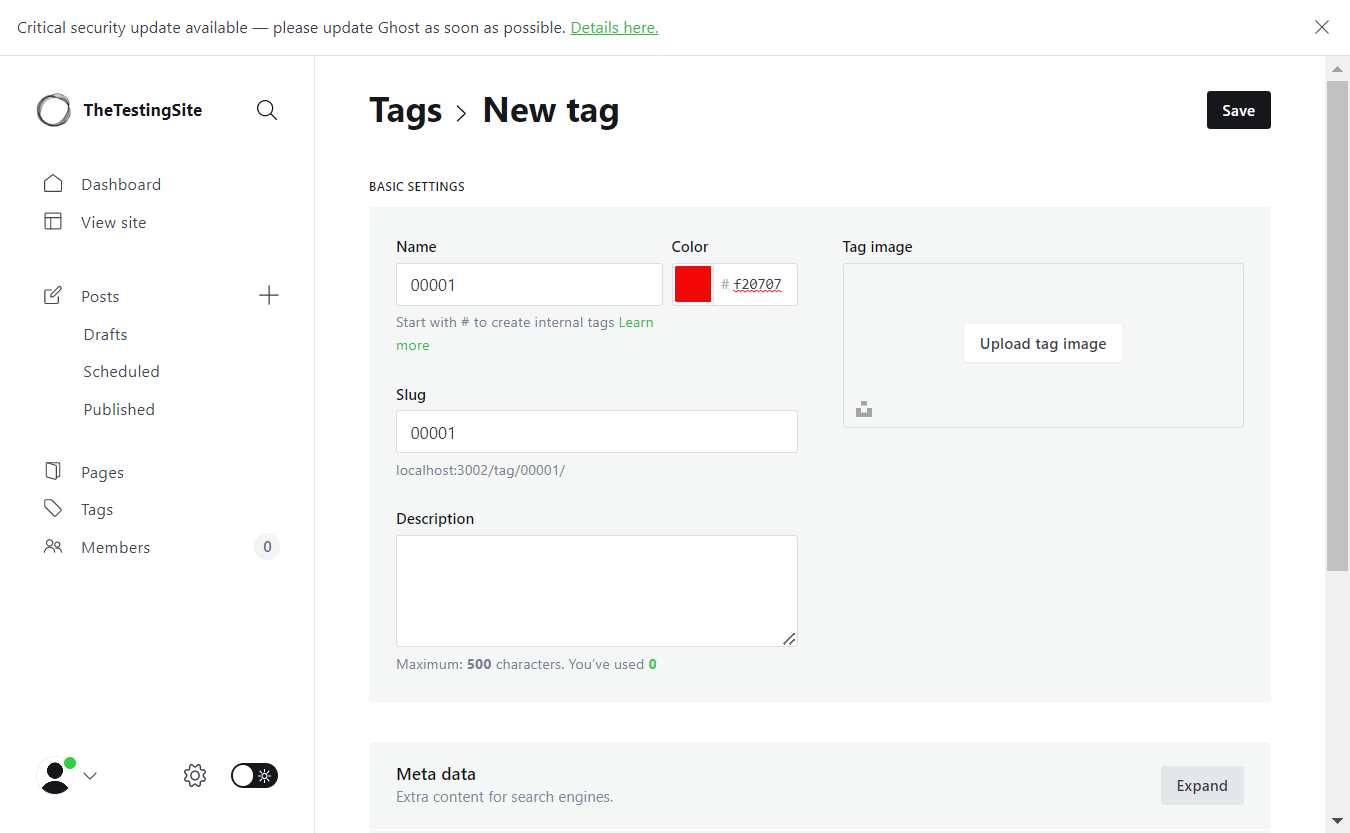 Critical security update available — please update Ghost as soon as possible. Details here.
TheTestingSite
Dashboard
View site
Posts
Drafts
Scheduled
Published
Pages
Tags
Members 0
Tags > New tag
Save
BASIC SETTINGS
Name
00001
Color
# f20707
Start with # to create internal tags Learn
more
Slug
00001
localhost:3002/tag/00001/
Description
Maximum: 500 characters. You’ve used 0
Tag image
Upload tag image
Meta data
Extra content for search engines.
Expand